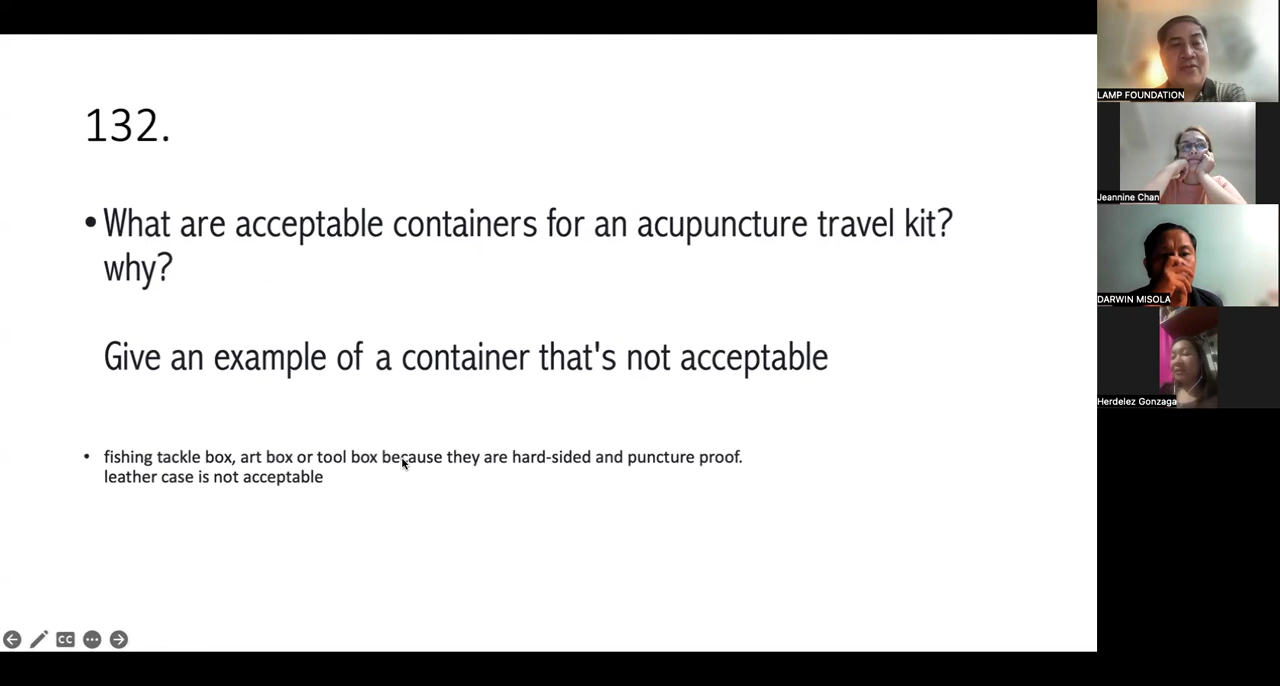 132.
• What are acceptable containers for an acupuncture travel kit?
why?
Give an example of a container that's not acceptable
• fishing tackle box, art box or tool box because they are hard-sided and puncture proof.
leather case is not acceptable
CC
LAMP FOUNDATION
Jeannine Chan
DARWIN MISOLA
Herdelez Gonzaga